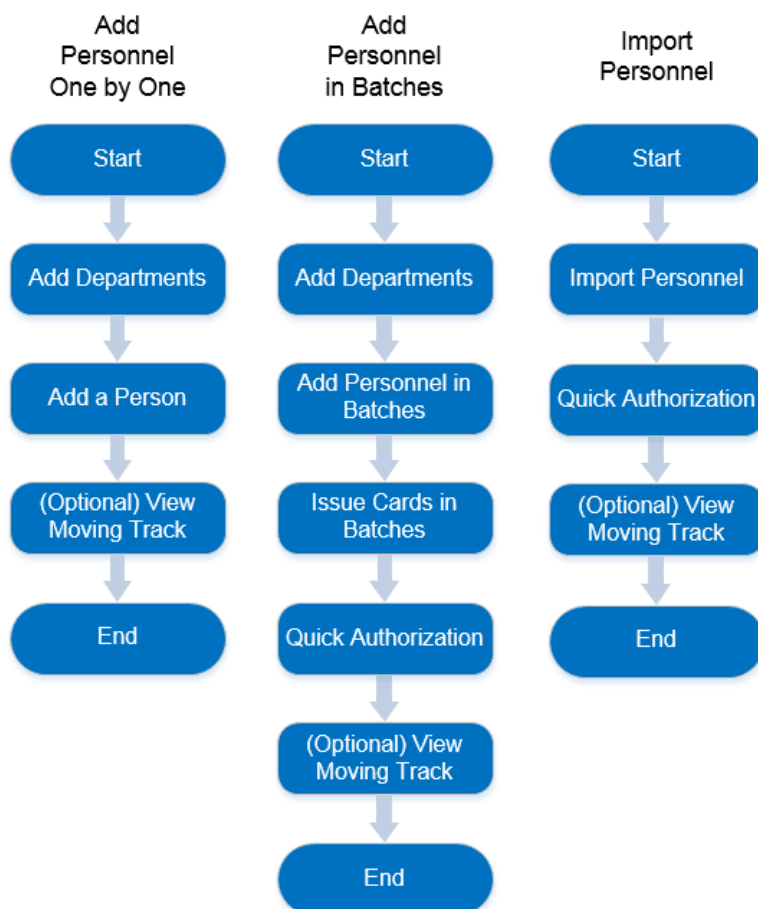 Add
Personnel
One by One
Start
Add Departments
Add a Person
(Optional) View
Moving Track
End
Add
Personnel
in Batches
Start
Add Departments
Add Personnel in
Batches
Issue Cards in
Batches
Quick Authorization
(Optional) View
Moving Track
End
Import
Personnel
Start
Import Personnel
Quick Authorization
(Optional) View
Moving Track
End